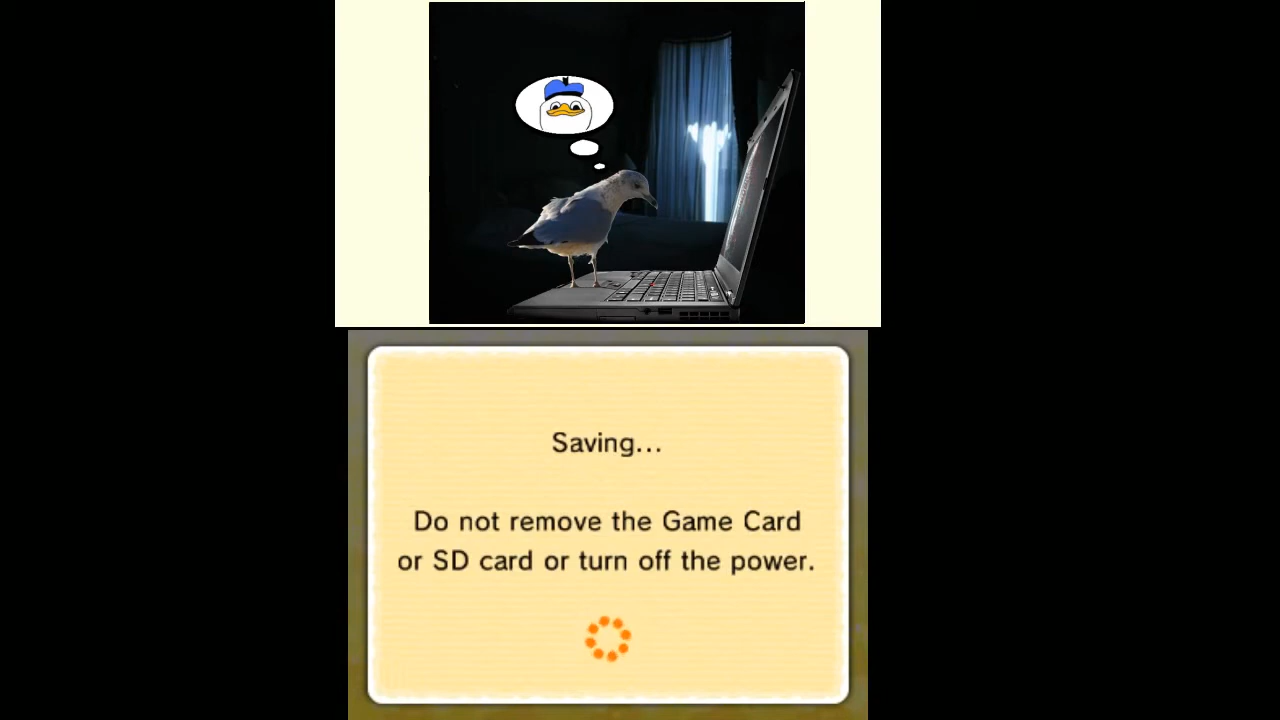 Saving...
Do not remove the Game Card
or SD card or turn off the power.